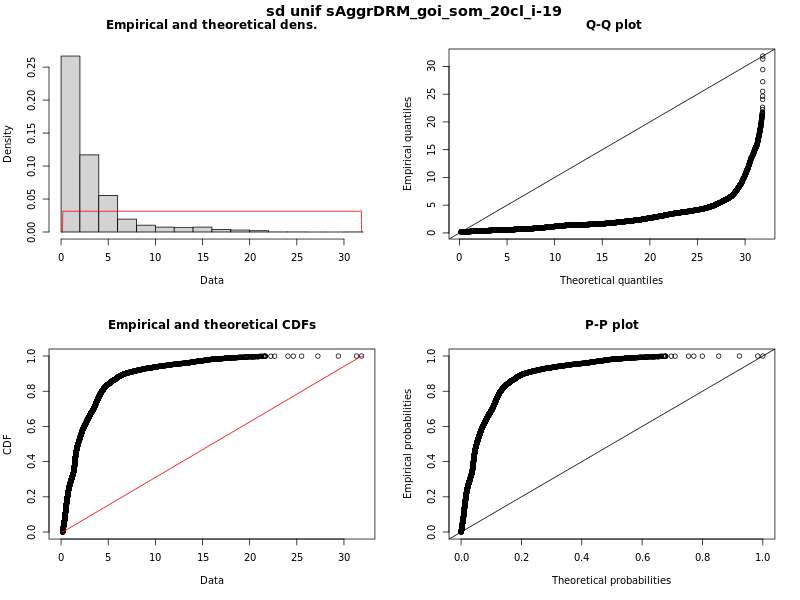 sd unif sAggrDRM_goi_som_20cl_i-19
Empirical and theoretical dens.
Density
0.00 0.05 0.10 0.15 0.20 0.25
0 5 10 15 20 25 30
Data
Q-Q plot
Empirical quantiles
0 5 10 15 20 25 30
0 5 10 15 20 25 30
Theoretical quantiles
Empirical and theoretical CDFs
CDF
0.0 0.2 0.4 0.6 0.8 1.0
0 5 10 15 20 25 30
Data
P-P plot
Empirical probabilities
0.0 0.2 0.4 0.6 0.8 1.0
0.0 0.2 0.4 0.6 0.8 1.0
Theoretical probabilities